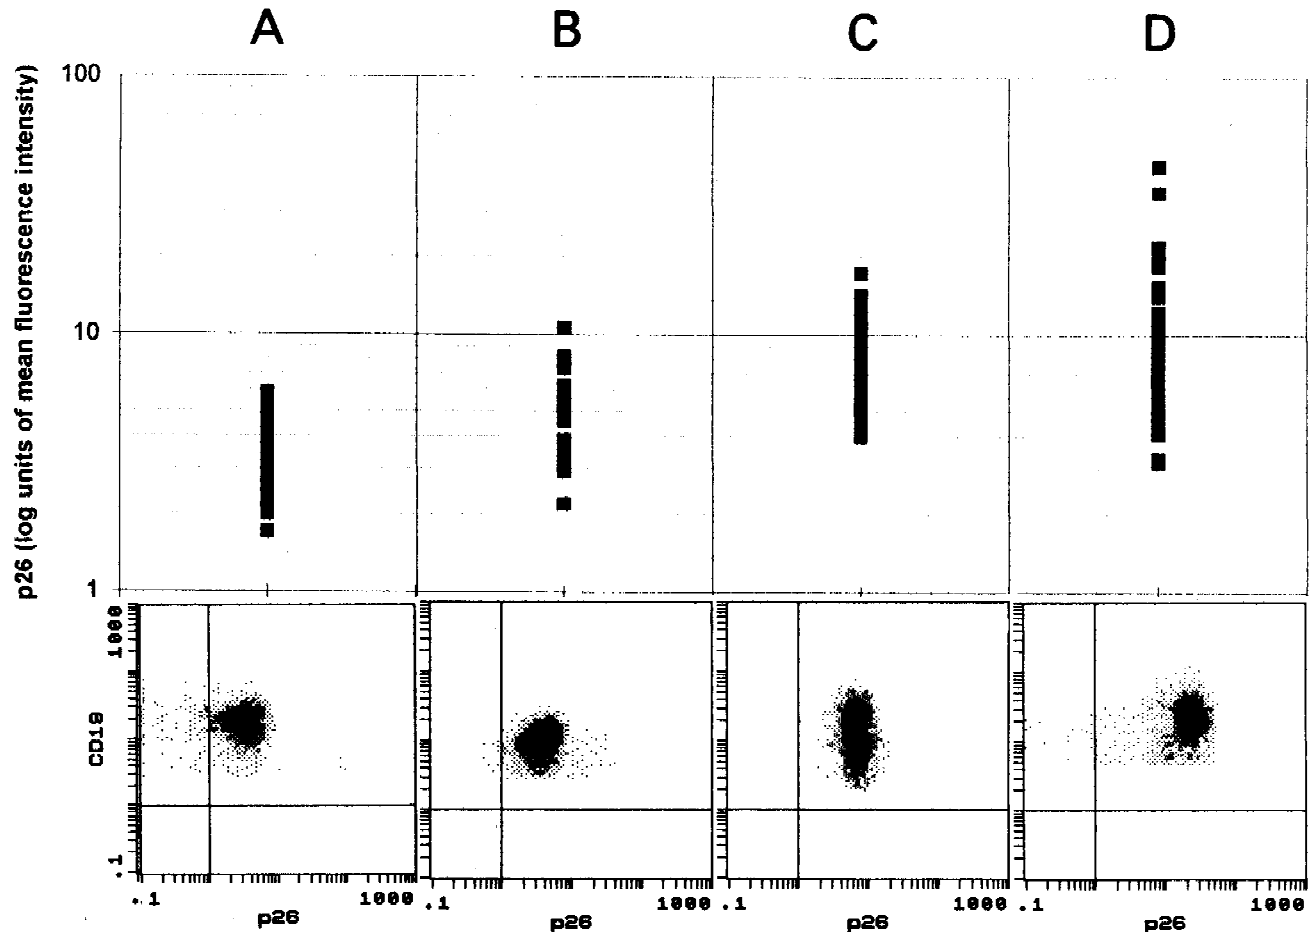 A B C D
p26 (log units of mean fluorescence intensity)
100
10
1
CD19
1000
.1
.1 1000 .1 1000 .1 1000 .1 1000
p26 p26 p26 p26